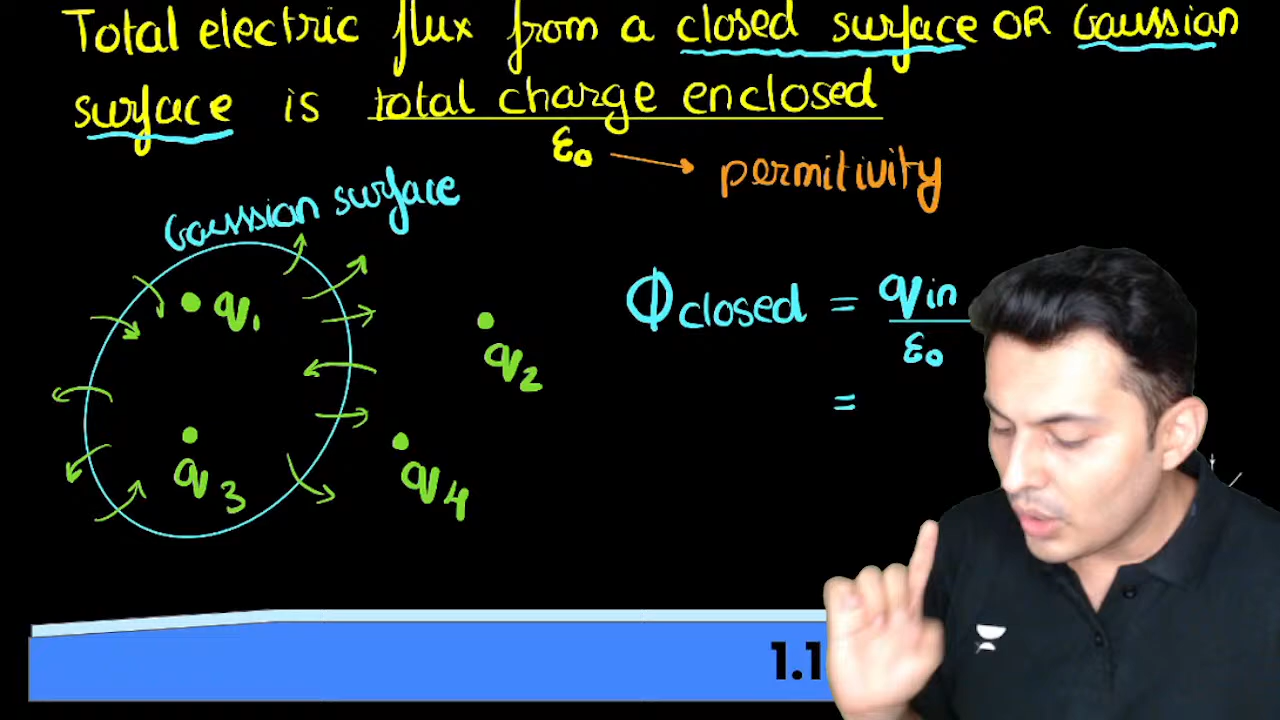 Total electric flux from a closed surface OR Gaussian
surface is total charge enclosed
ε₀ → permitivity
Gaussian surface
q₁
q₂
q₃
q₄
Φclosed = qin
ε₀
=
1.1